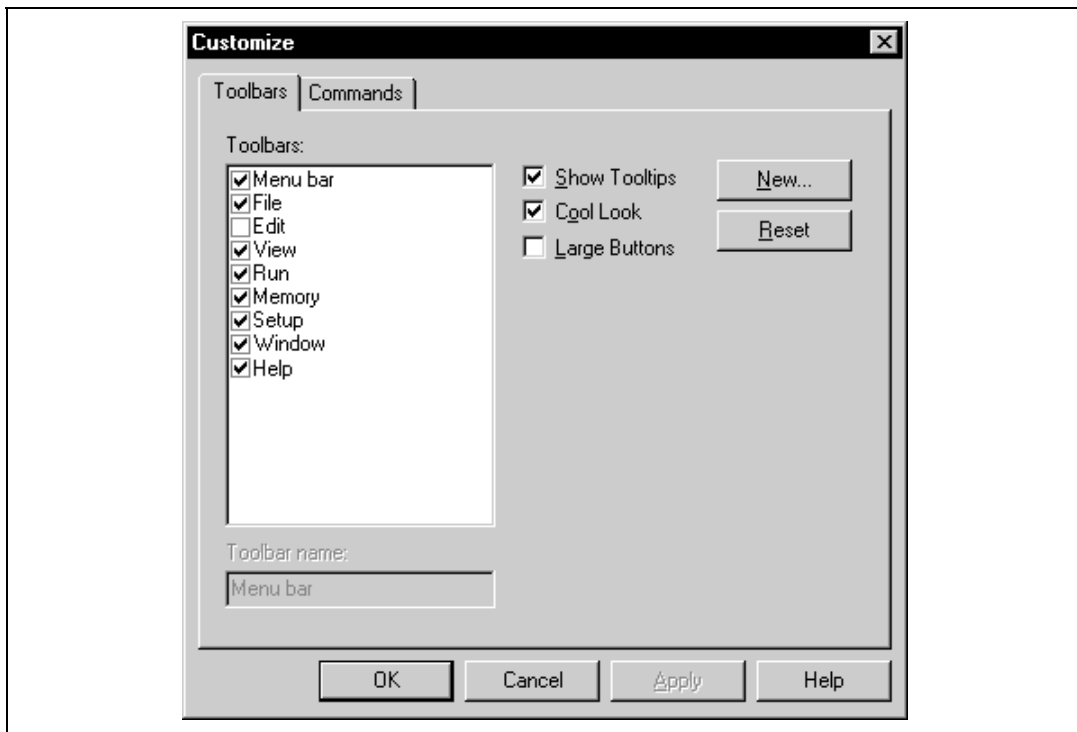 Customize
Toolbars Commands
Toolbars:
Menu bar
File
Edit
View
Run
Memory
Setup
Window
Help
Show Tooltips
Cool Look
Large Buttons
New...
Reset
Toolbar name:
Menu bar
OK Cancel Apply Help